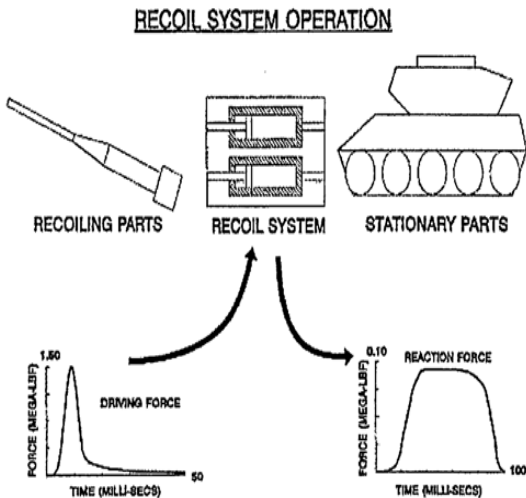 RECOIL SYSTEM OPERATION
RECOILING PARTS
RECOIL SYSTEM
STATIONARY PARTS
1.50
FORCE (MEGA-LBF)
DRIVING FORCE
50
TIME (MILLI-SECS)
0.10
REACTION FORCE
FORCE (MEGA-LBF)
100
TIME (MILLI-SECS)